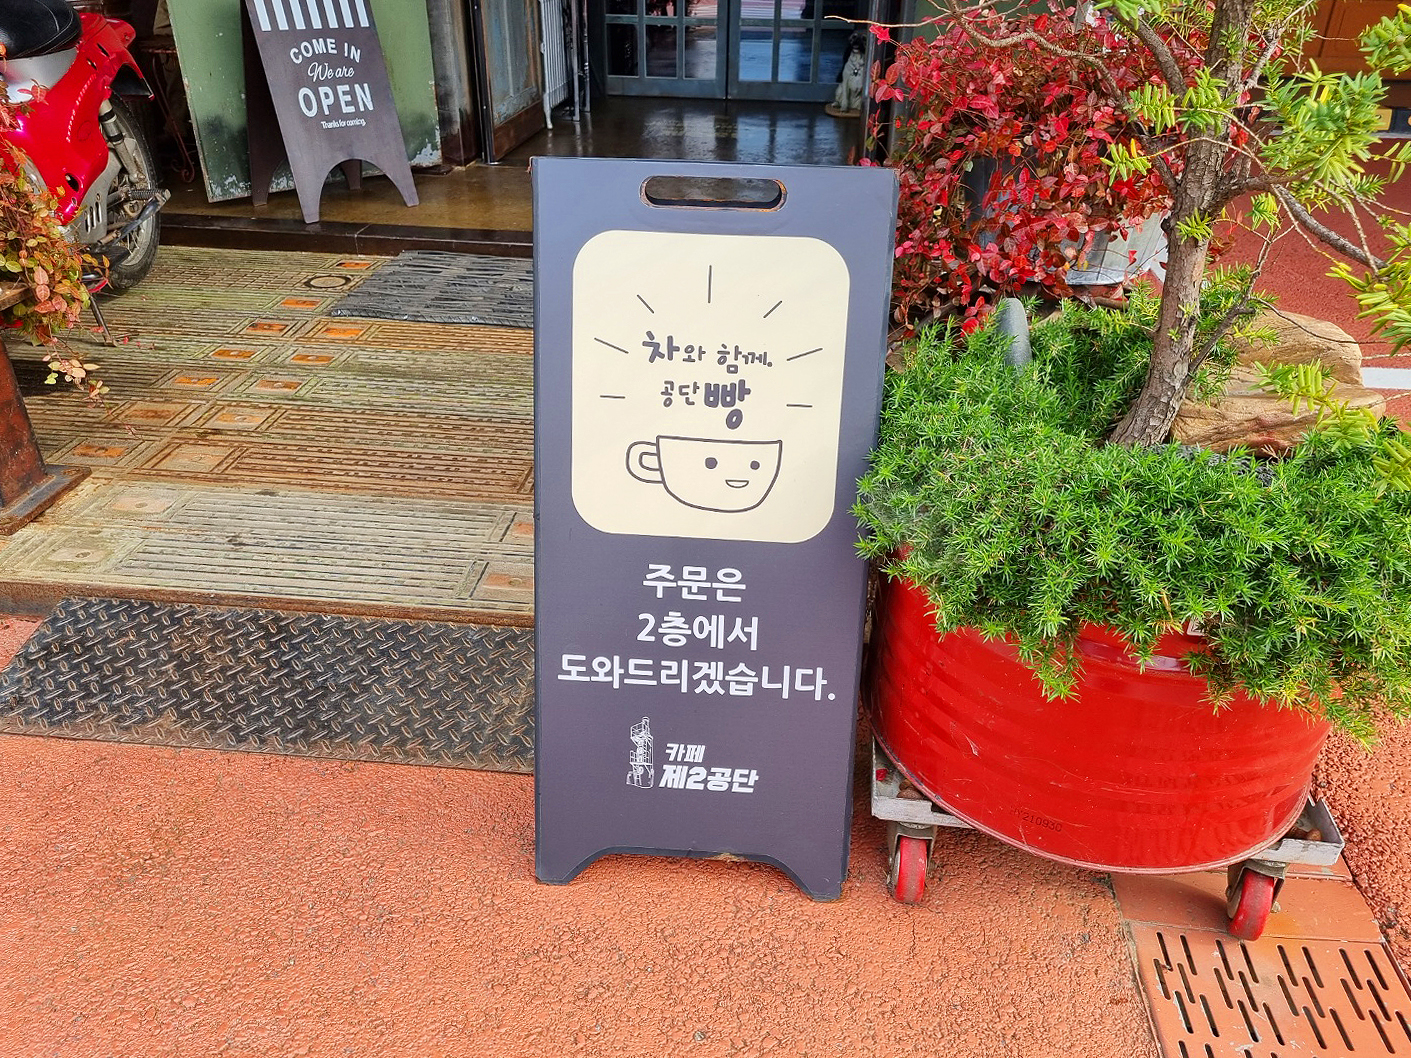 COME IN
We are
OPEN
Thanks for coming.
차와 함께.
공단빵
주문은
2층에서
도와드리겠습니다.
카페
제2공단